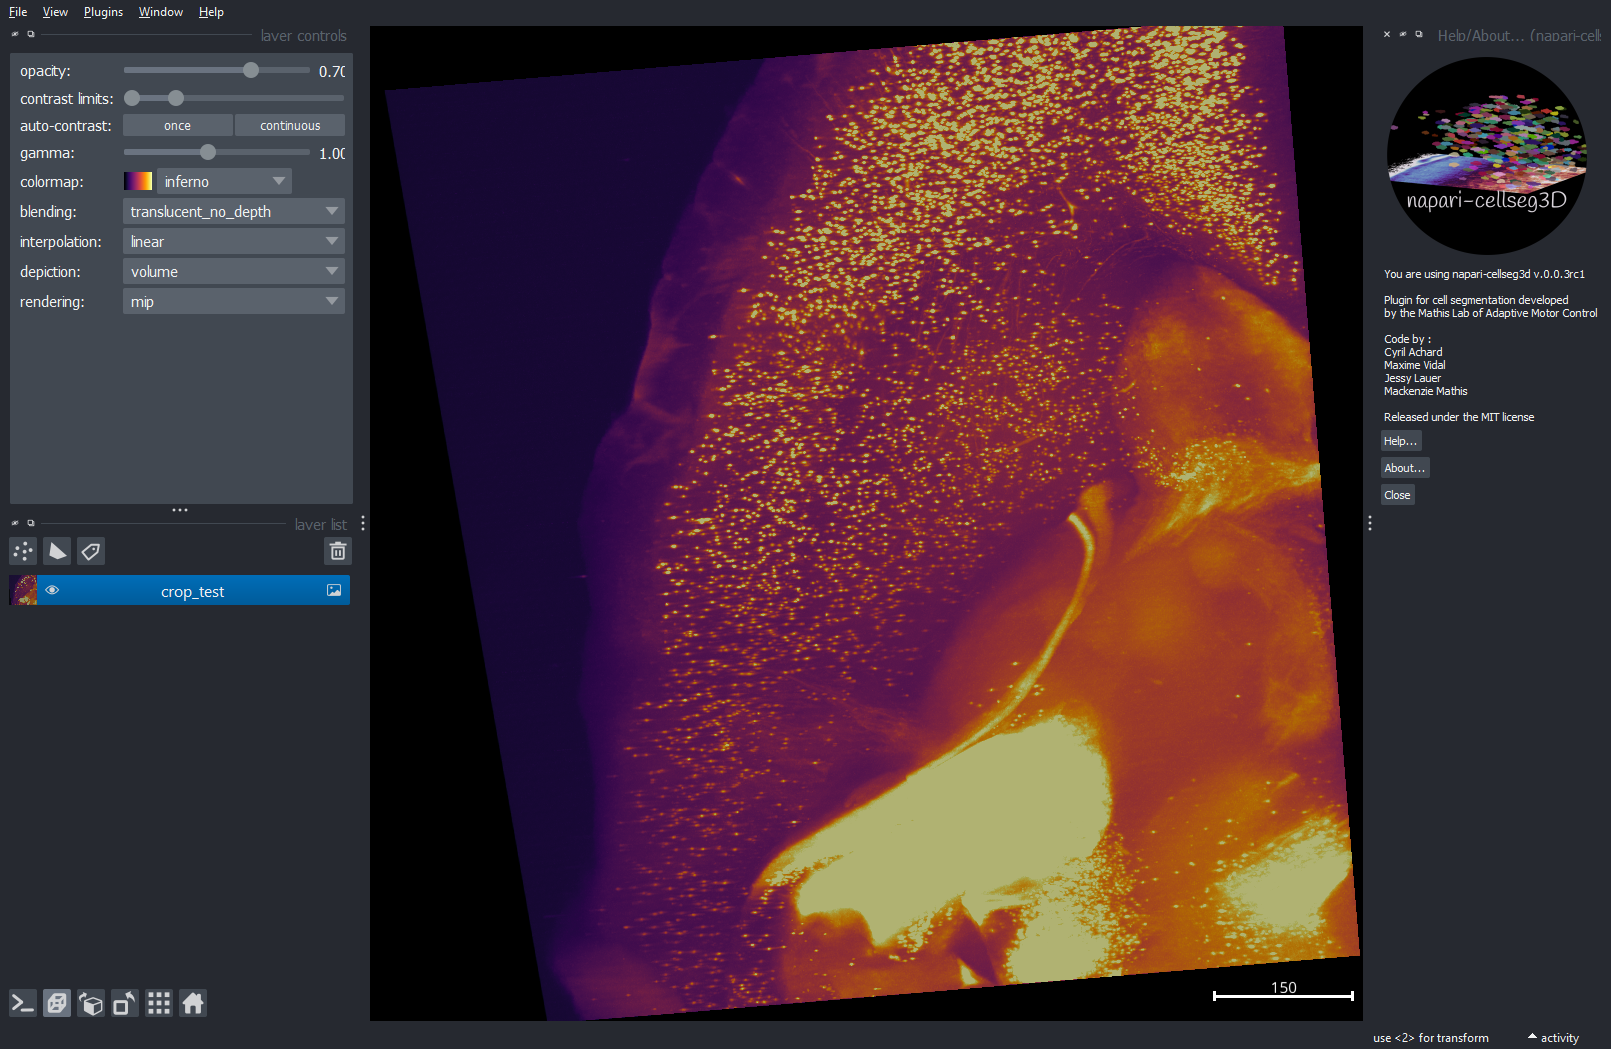 File View Plugins Window Help
layer controls
opacity: 0.70
contrast limits:
auto-contrast: once continuous
gamma: 1.00
colormap: inferno
blending: translucent_no_depth
interpolation: linear
depiction: volume
rendering: mip
layer list
crop_test
150
Help/About... (napari-cells
napari-cellseg3D
You are using napari-cellseg3d v.0.0.3rc1
Plugin for cell segmentation developed
by the Mathis Lab of Adaptive Motor Control
Code by :
Cyril Achard
Maxime Vidal
Jessy Lauer
Mackenzie Mathis
Released under the MIT license
Help...
About...
Close
use <2> for transform
activity